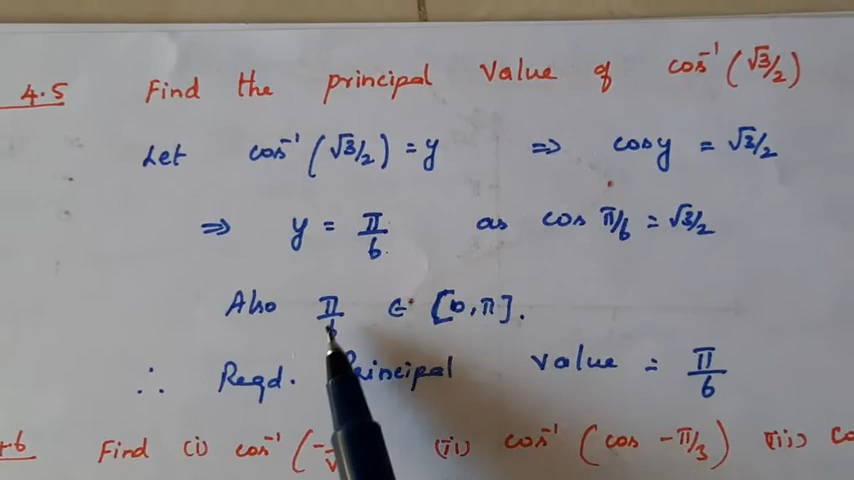 4.5 Find the principal value of cos⁻¹(√3/2)
Let cos⁻¹(√3/2) = y ⇒ cosy = √3/2
⇒ y = π/6 as cos π/6 = √3/2
Also π/6 ∈ [0, π].
∴ Reqd. Principal value = π/6
Find (i) cos⁻¹(- (ii) cos⁻¹(cos -π/3) (iii)